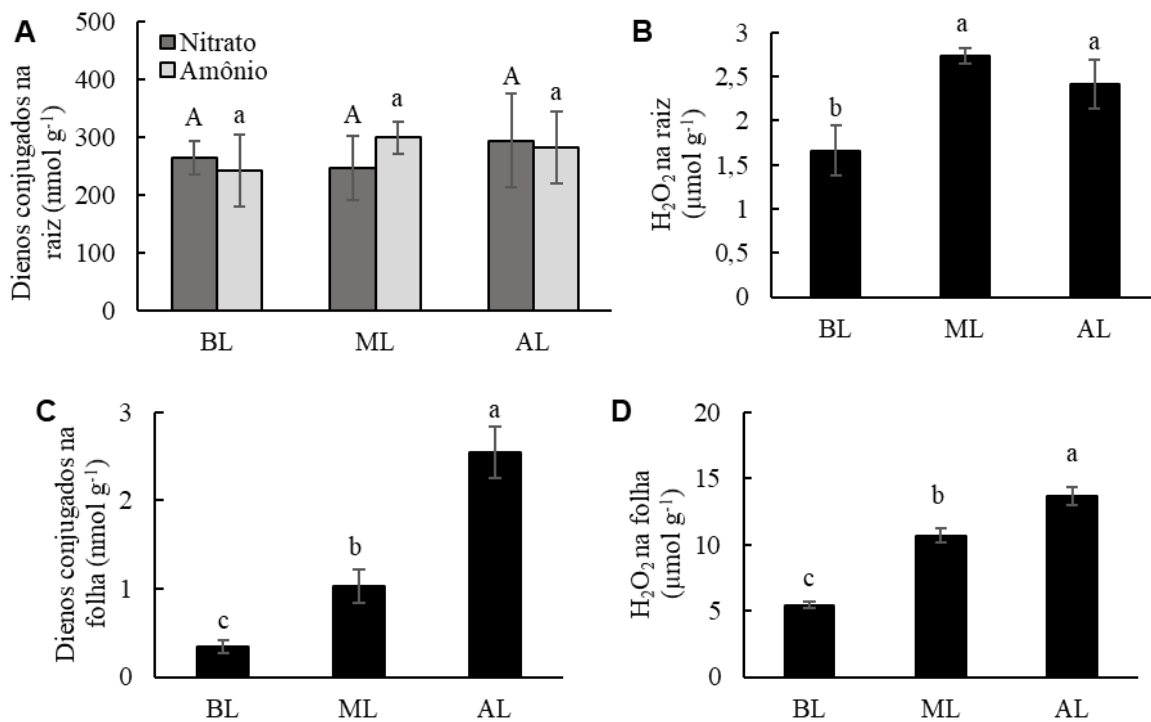 A
Dienos conjugados na
raiz (nmol g-1)
500
400
300
200
100
0
Nitrato
Amônio
A
a
A
a
A
a
BL
ML
AL
B
H2O2 na raiz
(µmol g-1)
3
2,5
2
1,5
1
0,5
0
b
a
a
BL
ML
AL
C
Dienos conjugados na
folha (nmol g-1)
3
2
1
0
c
b
a
BL
ML
AL
D
H2O2 na folha
(µmol g-1)
20
15
10
5
0
c
b
a
BL
ML
AL